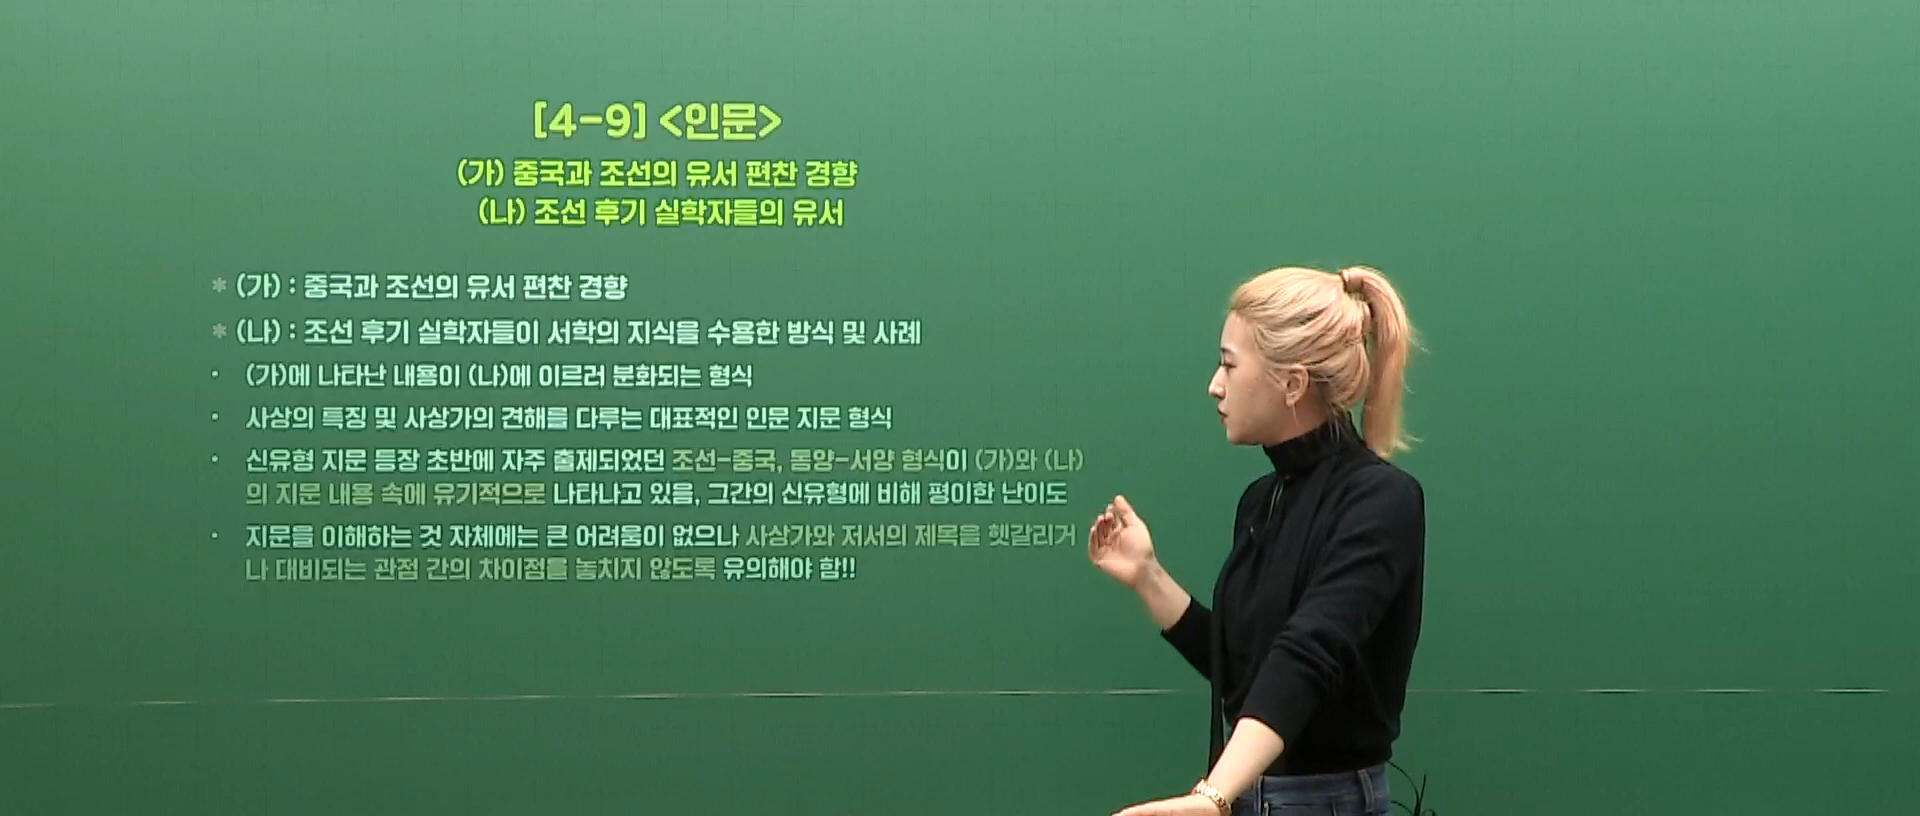 [4-9] <인문>
(가) 중국과 조선의 유서 편찬 경향
(나) 조선 후기 실학자들의 유서
* (가) : 중국과 조선의 유서 편찬 경향
* (나) : 조선 후기 실학자들이 서학의 지식을 수용한 방식 및 사례
· (가)에 나타난 내용이 (나)에 이르러 분화되는 형식
· 사상의 특징 및 사상가의 견해를 다루는 대표적인 인문 지문 형식
· 신유형 지문 등장 초반에 자주 출제되었던 조선-중국, 동양-서양 형식이 (가)와 (나)
의 지문 내용 속에 유기적으로 나타나고 있음, 그간의 신유형에 비해 평이한 난이도
· 지문을 이해하는 것 자체에는 큰 어려움이 없으나 사상가와 저서의 제목을 헷갈리거
나 대비되는 관점 간의 차이점을 놓치지 않도록 유의해야 함!!